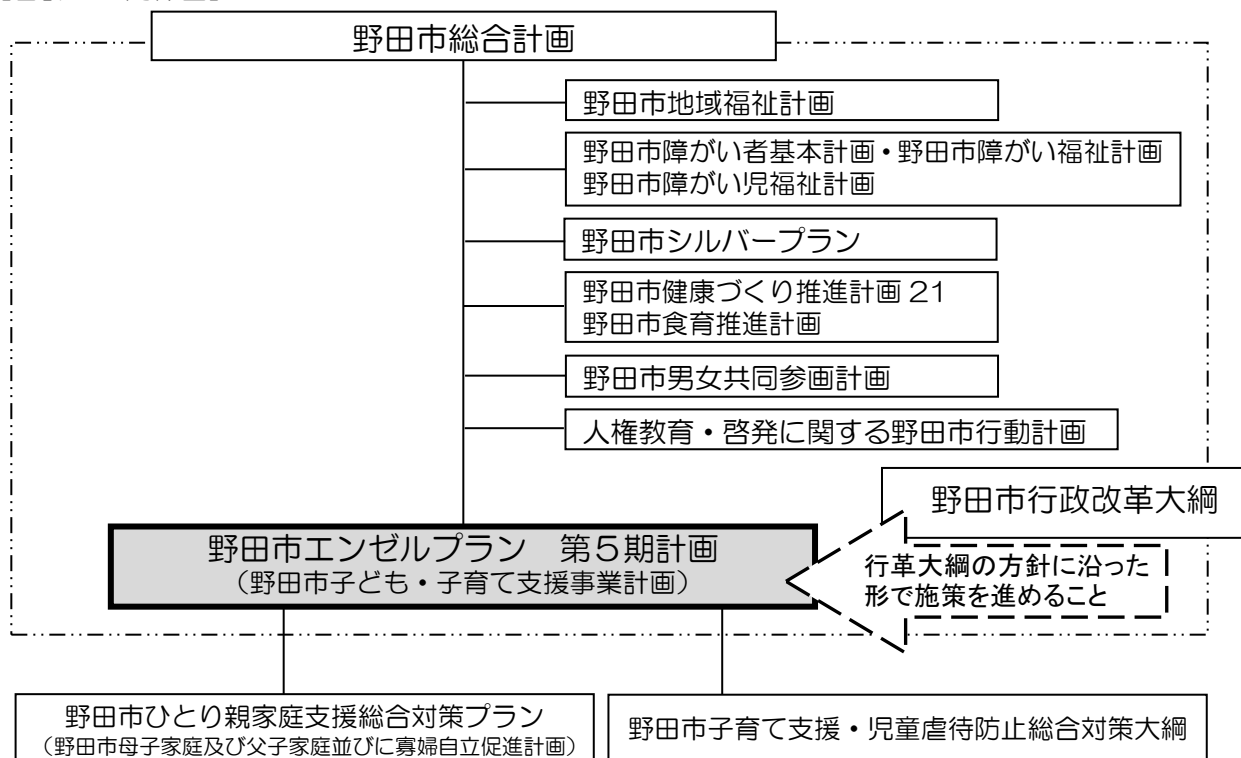 野田市総合計画
野田市地域福祉計画
野田市障がい者基本計画・野田市障がい福祉計画
野田市障がい児福祉計画
野田市シルバープラン
野田市健康づくり推進計画 21
野田市食育推進計画
野田市男女共同参画計画
人権教育・啓発に関する野田市行動計画
野田市行政改革大綱
野田市エンゼルプラン　第5期計画
（野田市子ども・子育て支援事業計画）
行革大綱の方針に沿った
形で施策を進めること
野田市ひとり親家庭支援総合対策プラン
（野田市母子家庭及び父子家庭並びに寡婦自立促進計画）
野田市子育て支援・児童虐待防止総合対策大綱